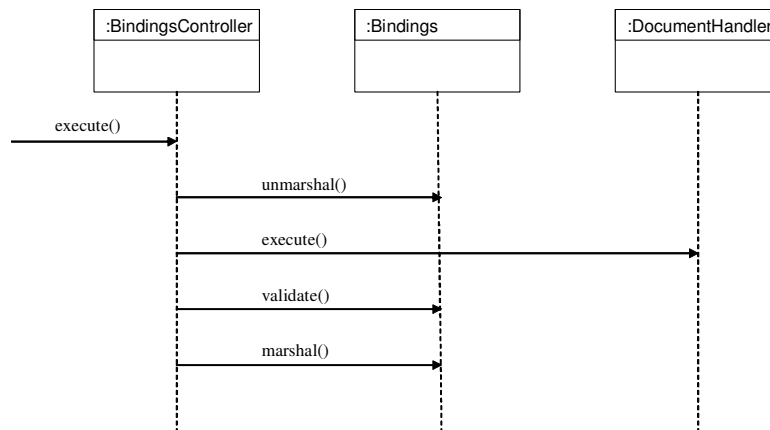 :BindingsController
:Bindings
:DocumentHandler
execute()
unmarshal()
execute()
validate()
marshal()